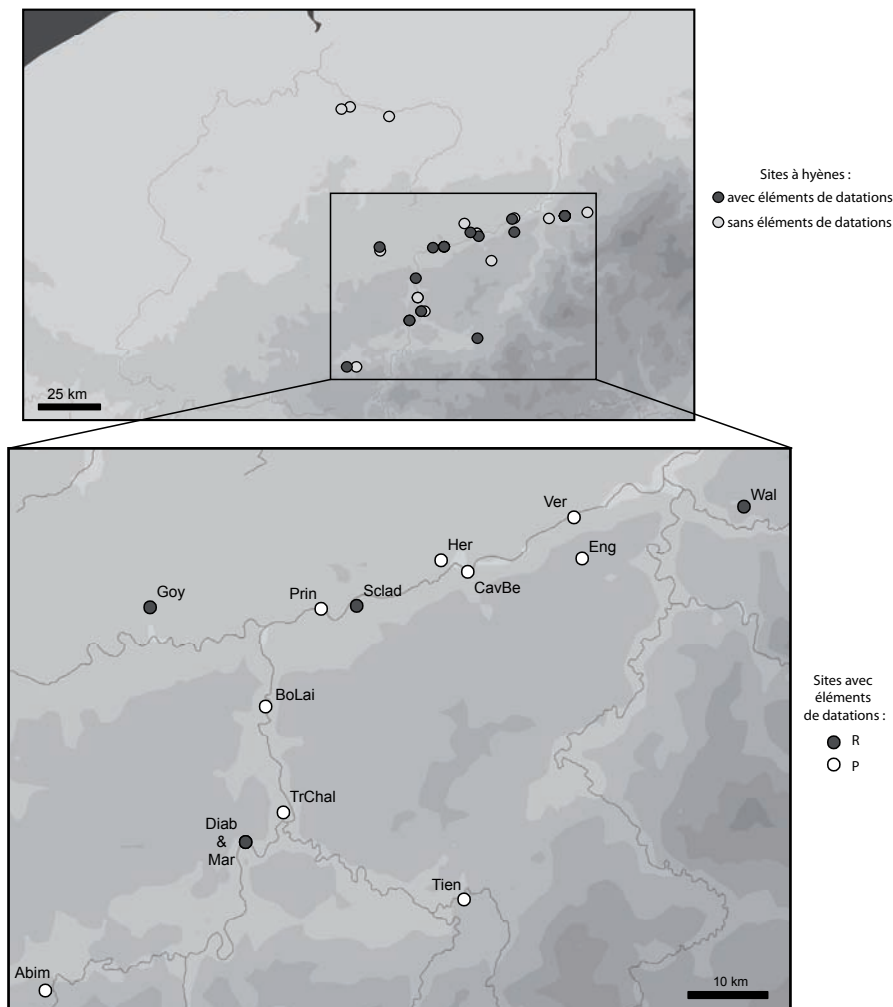 Sites à hyènes :
avec éléments de datations
sans éléments de datations
25 km
Wal
Ver
Her
Eng
CavBe
Goy
Prin
Sclad
BoLai
TrChal
Diab
&
Mar
Tien
Abim
10 km
Sites avec
éléments
de datations :
R
P